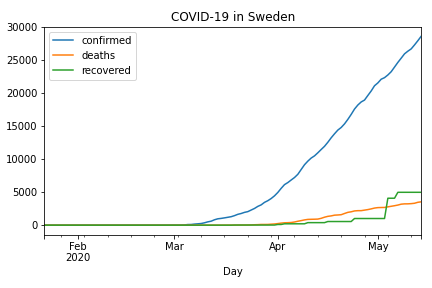 COVID-19 in Sweden
confirmed
deaths
recovered
30000
25000
20000
15000
10000
5000
0
Feb
2020
Mar
Apr
May
Day